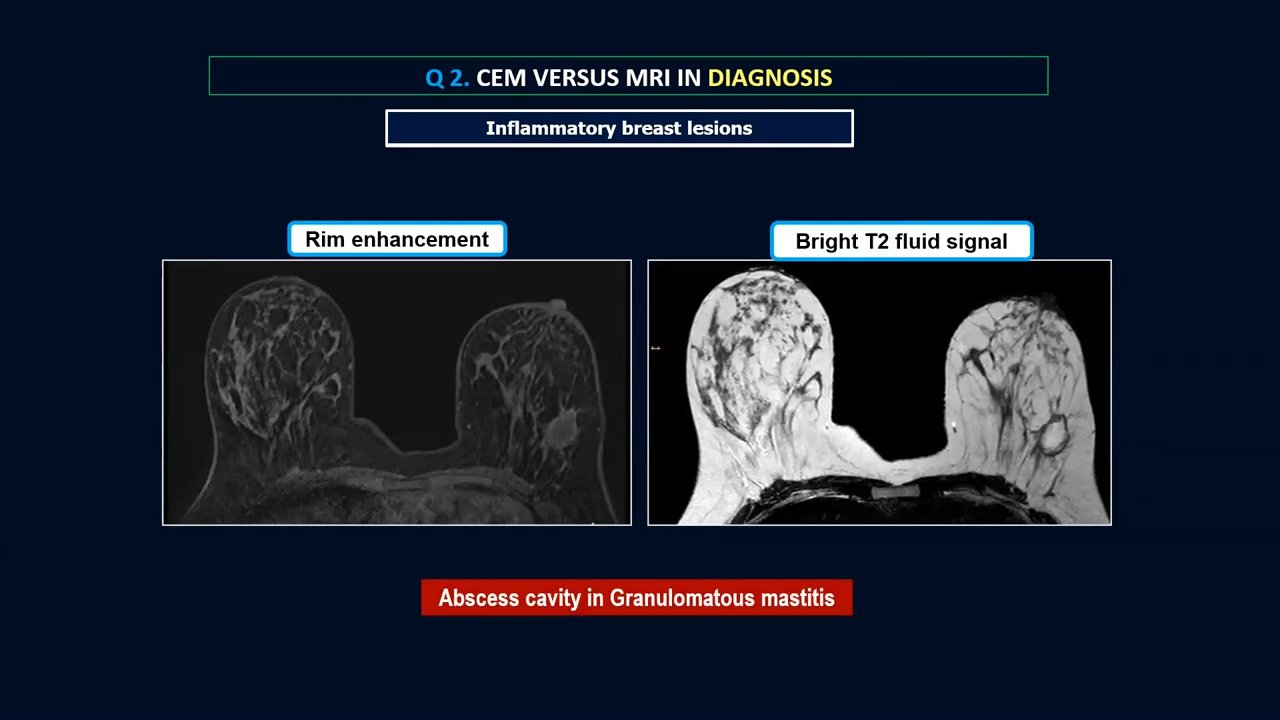 Q 2. CEM VERSUS MRI IN DIAGNOSIS
Inflammatory breast lesions
Rim enhancement
Bright T2 fluid signal
Abscess cavity in Granulomatous mastitis